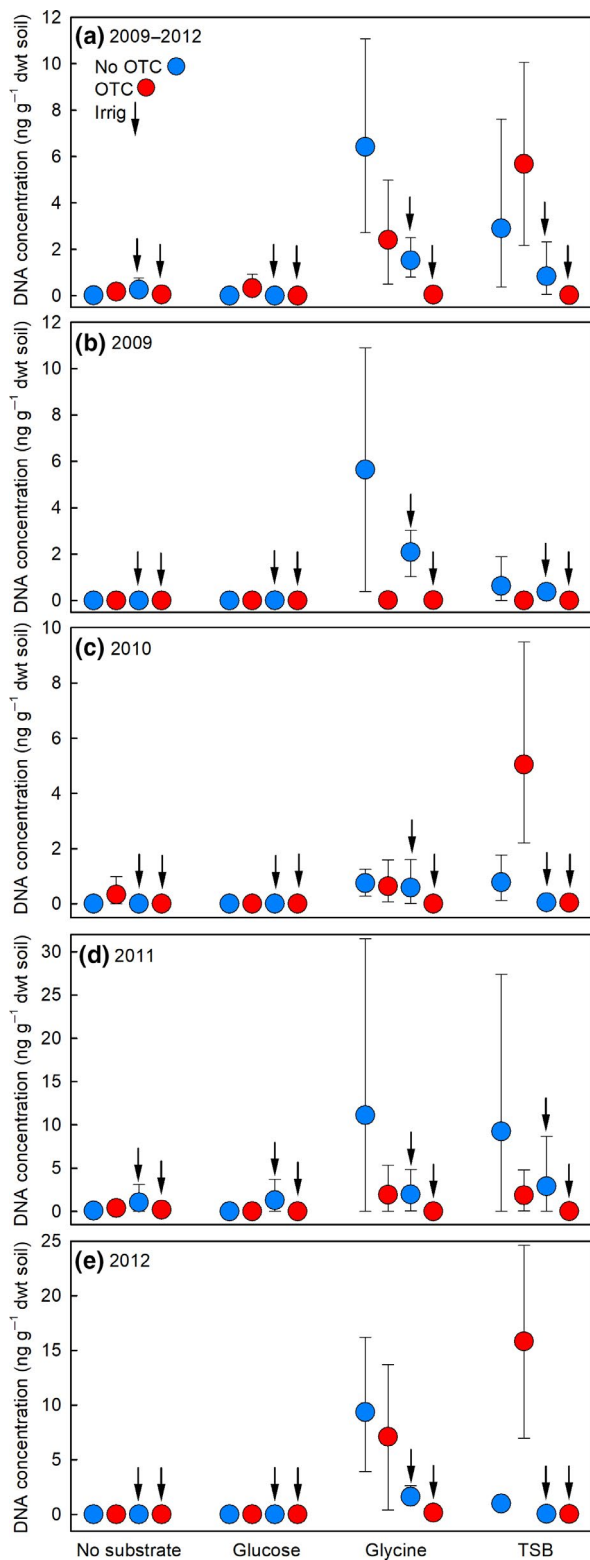 (a) 2009–2012
No OTC
OTC
Irrig
DNA concentration (ng g⁻¹ dwt soil)
12
10
8
6
4
2
0
(b) 2009
DNA concentration (ng g⁻¹ dwt soil)
12
10
8
6
4
2
0
(c) 2010
DNA concentration (ng g⁻¹ dwt soil)
10
8
6
4
2
0
(d) 2011
DNA concentration (ng g⁻¹ dwt soil)
30
25
20
15
10
5
0
(e) 2012
DNA concentration (ng g⁻¹ dwt soil)
25
20
15
10
5
0
No substrate Glucose Glycine TSB